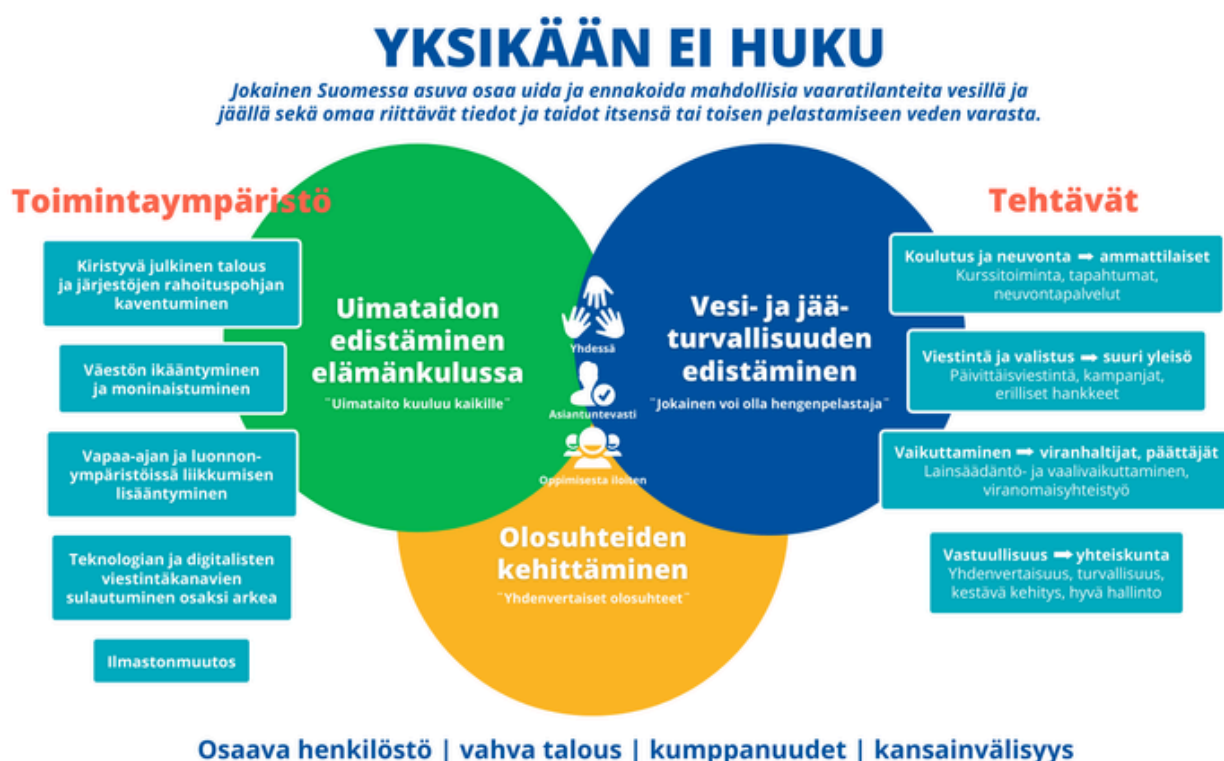 YKSIKÄÄN EI HUKU
Jokainen Suomessa asuva osaa uida ja ennakoida mahdollisia vaaratilanteita vesillä ja
jäällä sekä omaa riittävät tiedot ja taidot itsensä tai toisen pelastamiseen veden varasta.
Toimintaympäristö
Kiristyvä julkinen talous
ja järjestöjen rahoituspohjan
kaventuminen
Väestön ikääntyminen
ja moninaistuminen
Vapaa-ajan ja luonnon-
ympäristöissä liikkumisen
lisääntyminen
Teknologian ja digitalisten
viestintäkanavien
sulautuminen osaksi arkea
Ilmastonmuutos
Uimataidon
edistäminen
elämänkulussa
¨Uimataito kuuluu kaikille¨
Yhdessä
Asiantuntevasti
Oppimisesta iloiten
Vesi- ja jää-
turvallisuuden
edistäminen
¨Jokainen voi olla hengenpelastaja¨
Olosuhteiden
kehittäminen
¨Yhdenvertaiset olosuhteet¨
Tehtävät
Koulutus ja neuvonta ➡ ammattilaiset
Kurssitoiminta, tapahtumat,
neuvontapalvelut
Viestintä ja valistus ➡ suuri yleisö
Päivittäisviestintä, kampanjat,
erilliset hankkeet
Vaikuttaminen ➡ viranhaltijat, päättäjät
Lainsäädäntö- ja vaalivaikuttaminen,
viranomaisyhteistyö
Vastuullisuus ➡ yhteiskunta
Yhdenvertaisuus, turvallisuus,
kestävä kehitys, hyvä hallinto
Osaava henkilöstö | vahva talous | kumppanuudet | kansainvälisyys